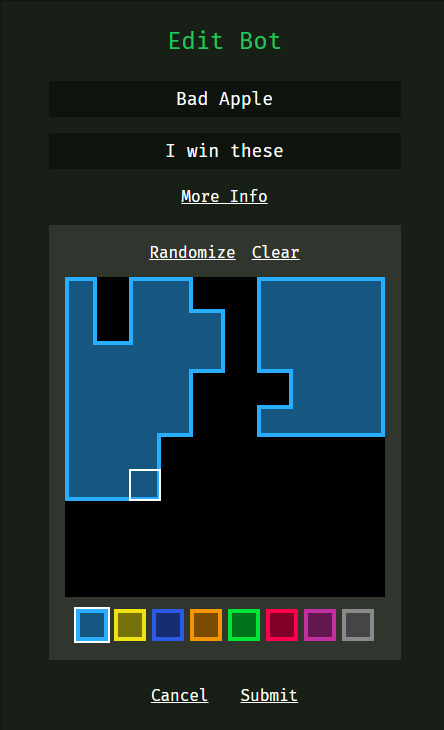 Edit Bot
Bad Apple
I win these
More Info
Randomize Clear
Cancel Submit